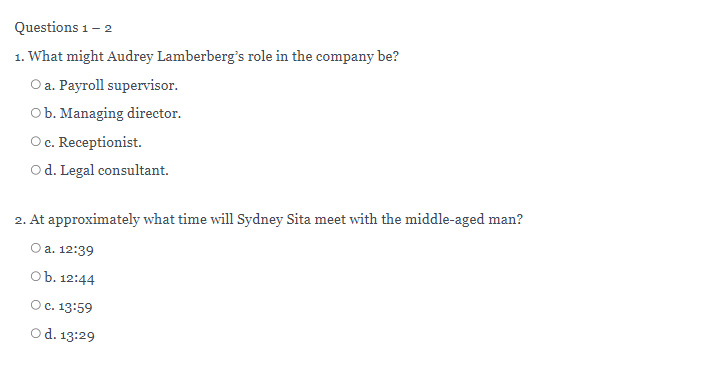 Questions 1 – 2
1. What might Audrey Lamberberg’s role in the company be?
a. Payroll supervisor.
b. Managing director.
c. Receptionist.
d. Legal consultant.
2. At approximately what time will Sydney Sita meet with the middle-aged man?
a. 12:39
b. 12:44
c. 13:59
d. 13:29